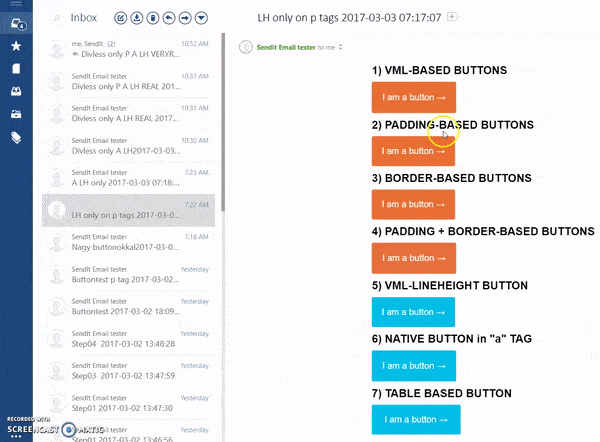 Inbox
4
me, SendIt (2)
10:32 AM
Divless only P A LH VERYR...
SendIt Email tester
10:31 AM
Divless only P A LH REAL 201...
SendIt Email tester
10:31 AM
Divless only A LH REAL 2017-...
SendIt Email tester
10:30 AM
Divless only A LH2017-03-03...
SendIt Email tester
7:23 AM
A LH only 2017-03-03 07:18:...
7:22 AM
LH only on p tags 2017-03-0...
SendIt Email tester
7:18 AM
Nagy buttonokkal2017-03-0...
SendIt Email tester
Yesterday
Buttontest p tag 2017-03-0...
SendIt Email tester
Yesterday
Buttontest 2017-03-02 18:09...
SendIt Email tester
Yesterday
Step04 2017-03-02 13:48:28
SendIt Email tester
Yesterday
Step03 2017-03-02 13:47:59
SendIt Email tester
Yesterday
Step01 2017-03-02 13:47:30
SendIt Email tester
Yesterday
Step01 2017-03-02 13:46:56
LH only on p tags 2017-03-03 07:17:07
SendIt Email tester to me
1) VML-BASED BUTTONS
I am a button →
2) PADDING-BASED BUTTONS
I am a button →
3) BORDER-BASED BUTTONS
I am a button →
4) PADDING + BORDER-BASED BUTTONS
I am a button →
5) VML-LINEHEIGHT BUTTON
I am a button →
6) NATIVE BUTTON in "a" TAG
I am a button →
7) TABLE BASED BUTTON
I am a button →
RECORDED WITH
SCREENCAST MATIC